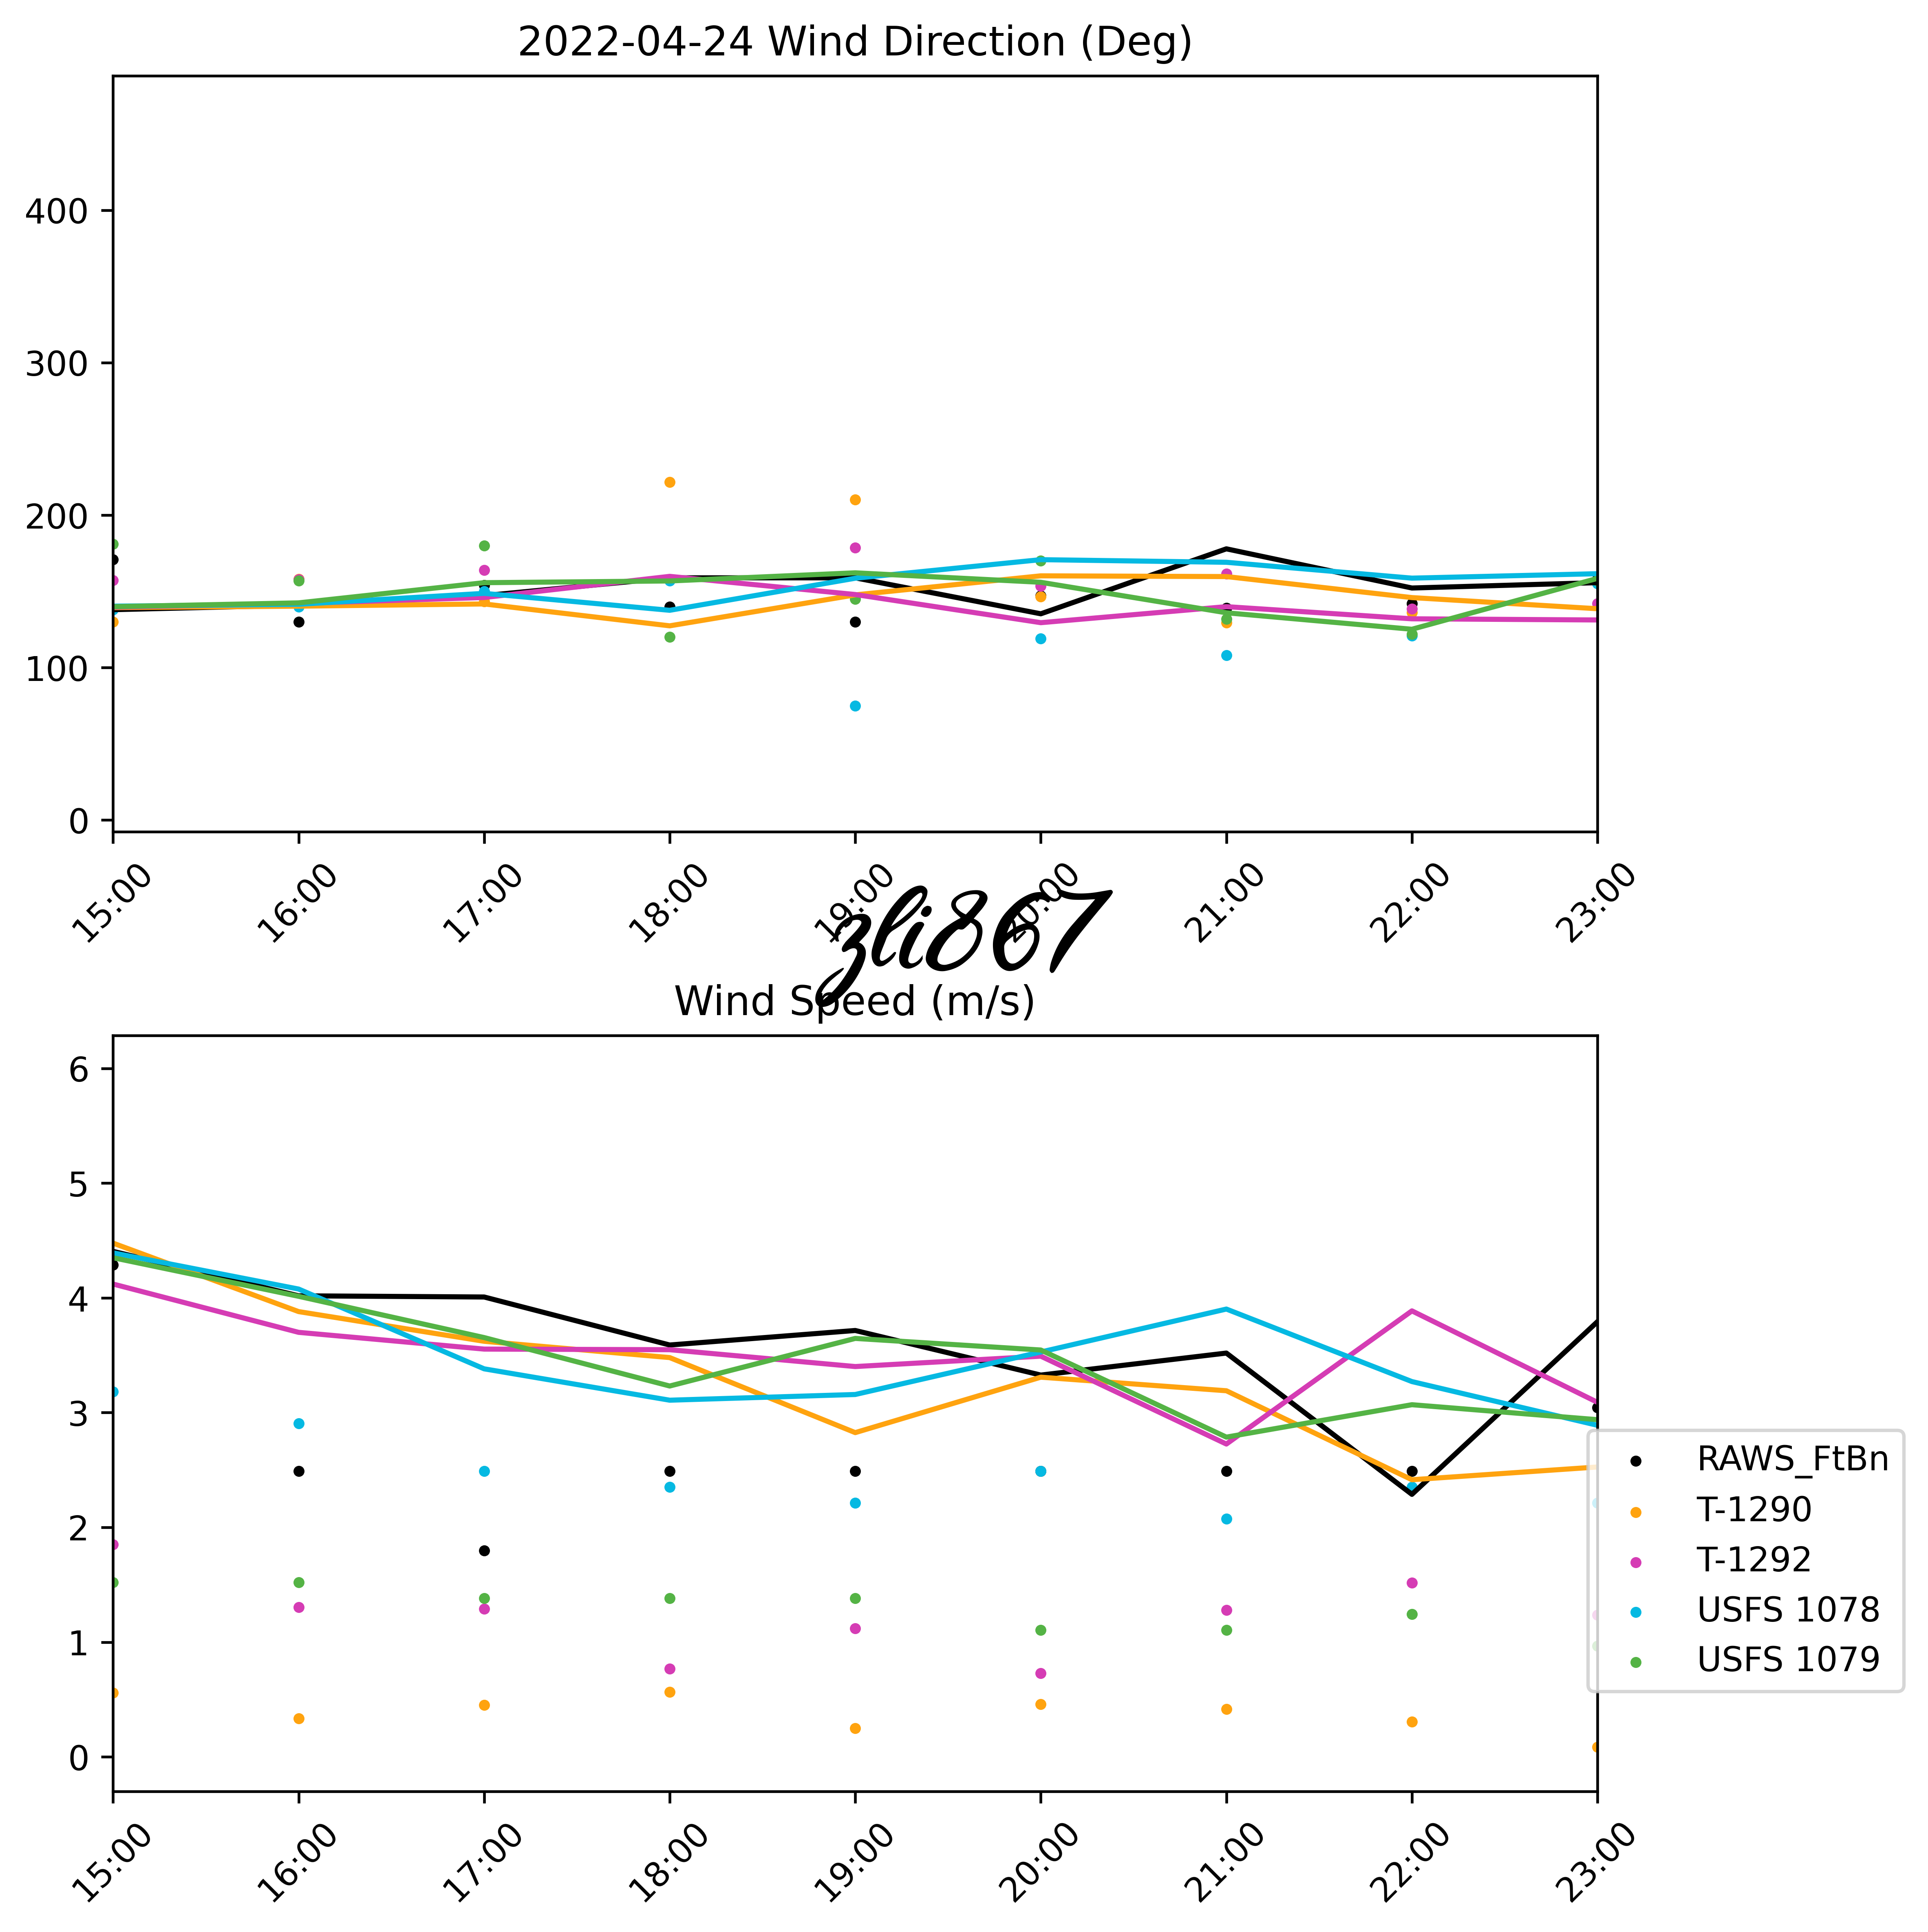 2022-04-24 Wind Direction (Deg)
400
300
200
100
0
15:00 16:00 17:00 18:00 19:00 20:00 21:00 22:00 23:00
zhi867
Wind Speed (m/s)
6
5
4
3
2
1
0
RAWS_FtBn
T-1290
T-1292
USFS 1078
USFS 1079
15:00 16:00 17:00 18:00 19:00 20:00 21:00 22:00 23:00